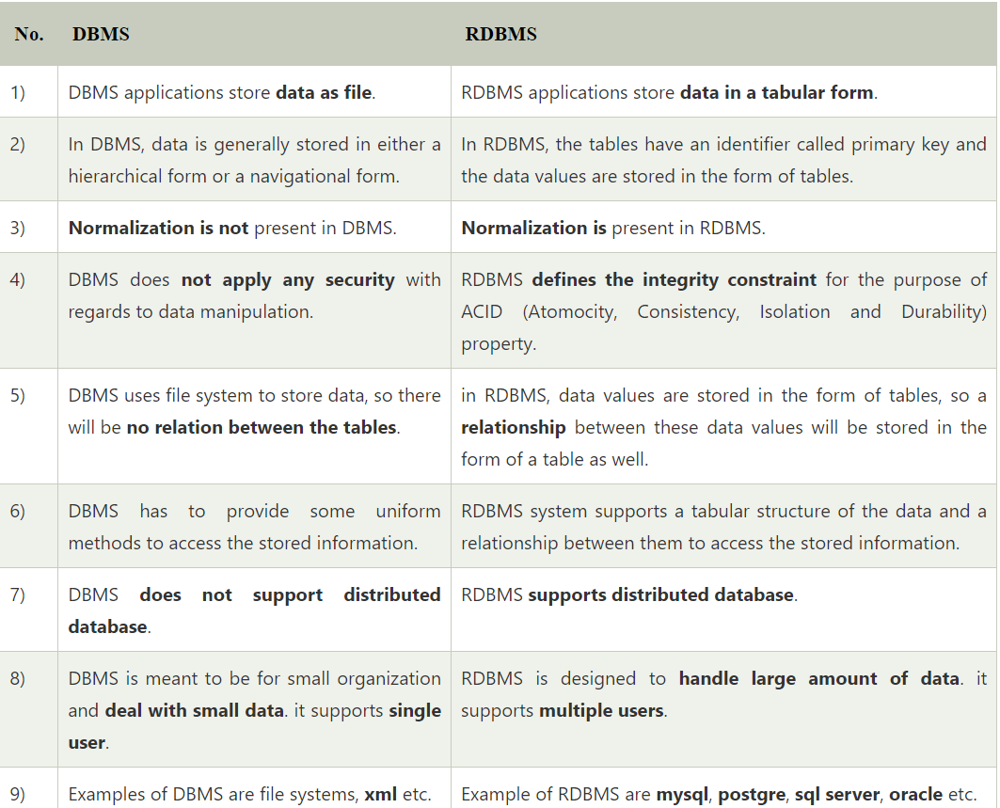 No. DBMS RDBMS
1) DBMS applications store data as file. RDBMS applications store data in a tabular form.
2) In DBMS, data is generally stored in either a hierarchical form or a navigational form. In RDBMS, the tables have an identifier called primary key and the data values are stored in the form of tables.
3) Normalization is not present in DBMS. Normalization is present in RDBMS.
4) DBMS does not apply any security with regards to data manipulation. RDBMS defines the integrity constraint for the purpose of ACID (Atomocity, Consistency, Isolation and Durability) property.
5) DBMS uses file system to store data, so there will be no relation between the tables. in RDBMS, data values are stored in the form of tables, so a relationship between these data values will be stored in the form of a table as well.
6) DBMS has to provide some uniform methods to access the stored information. RDBMS system supports a tabular structure of the data and a relationship between them to access the stored information.
7) DBMS does not support distributed database. RDBMS supports distributed database.
8) DBMS is meant to be for small organization and deal with small data. it supports single user. RDBMS is designed to handle large amount of data. it supports multiple users.
9) Examples of DBMS are file systems, xml etc. Example of RDBMS are mysql, postgre, sql server, oracle etc.